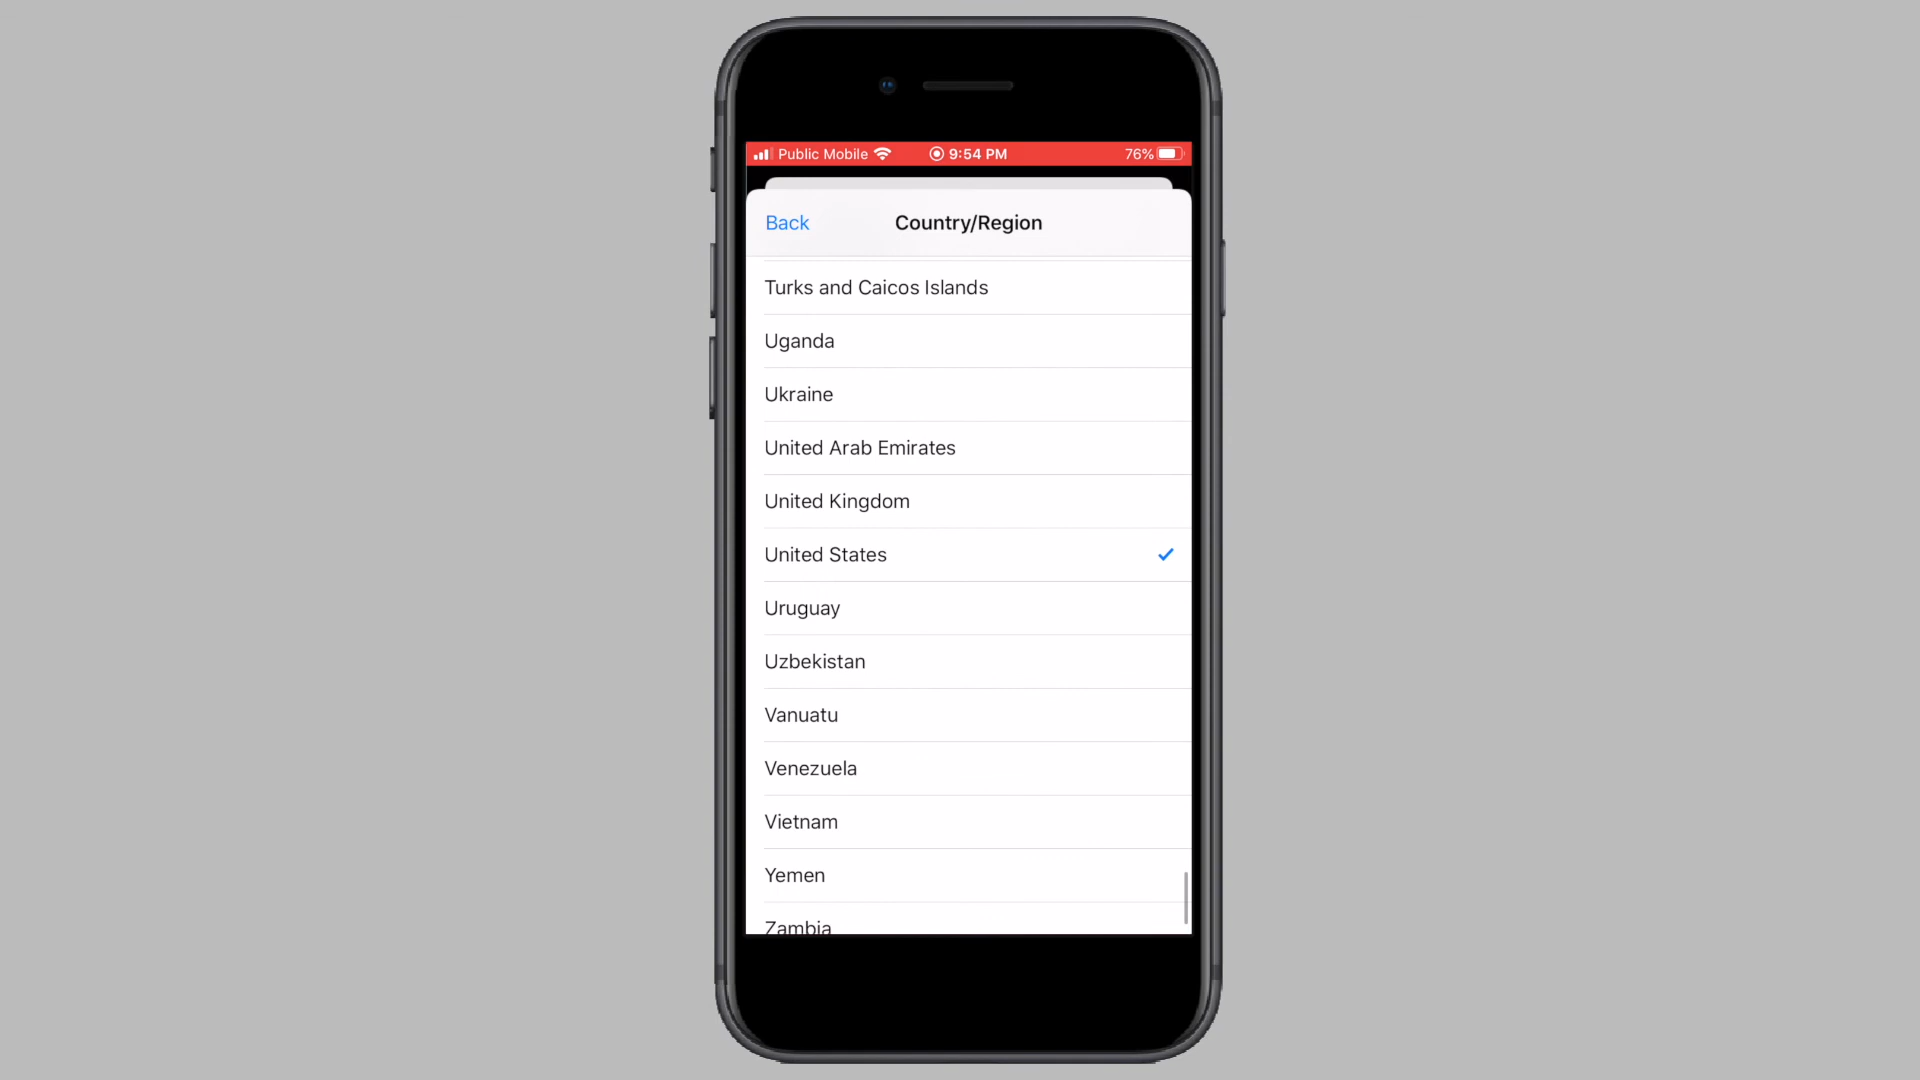 Public Mobile 9:54 PM 76%
Back Country/Region
Turks and Caicos Islands
Uganda
Ukraine
United Arab Emirates
United Kingdom
United States
Uruguay
Uzbekistan
Vanuatu
Venezuela
Vietnam
Yemen
Zambia